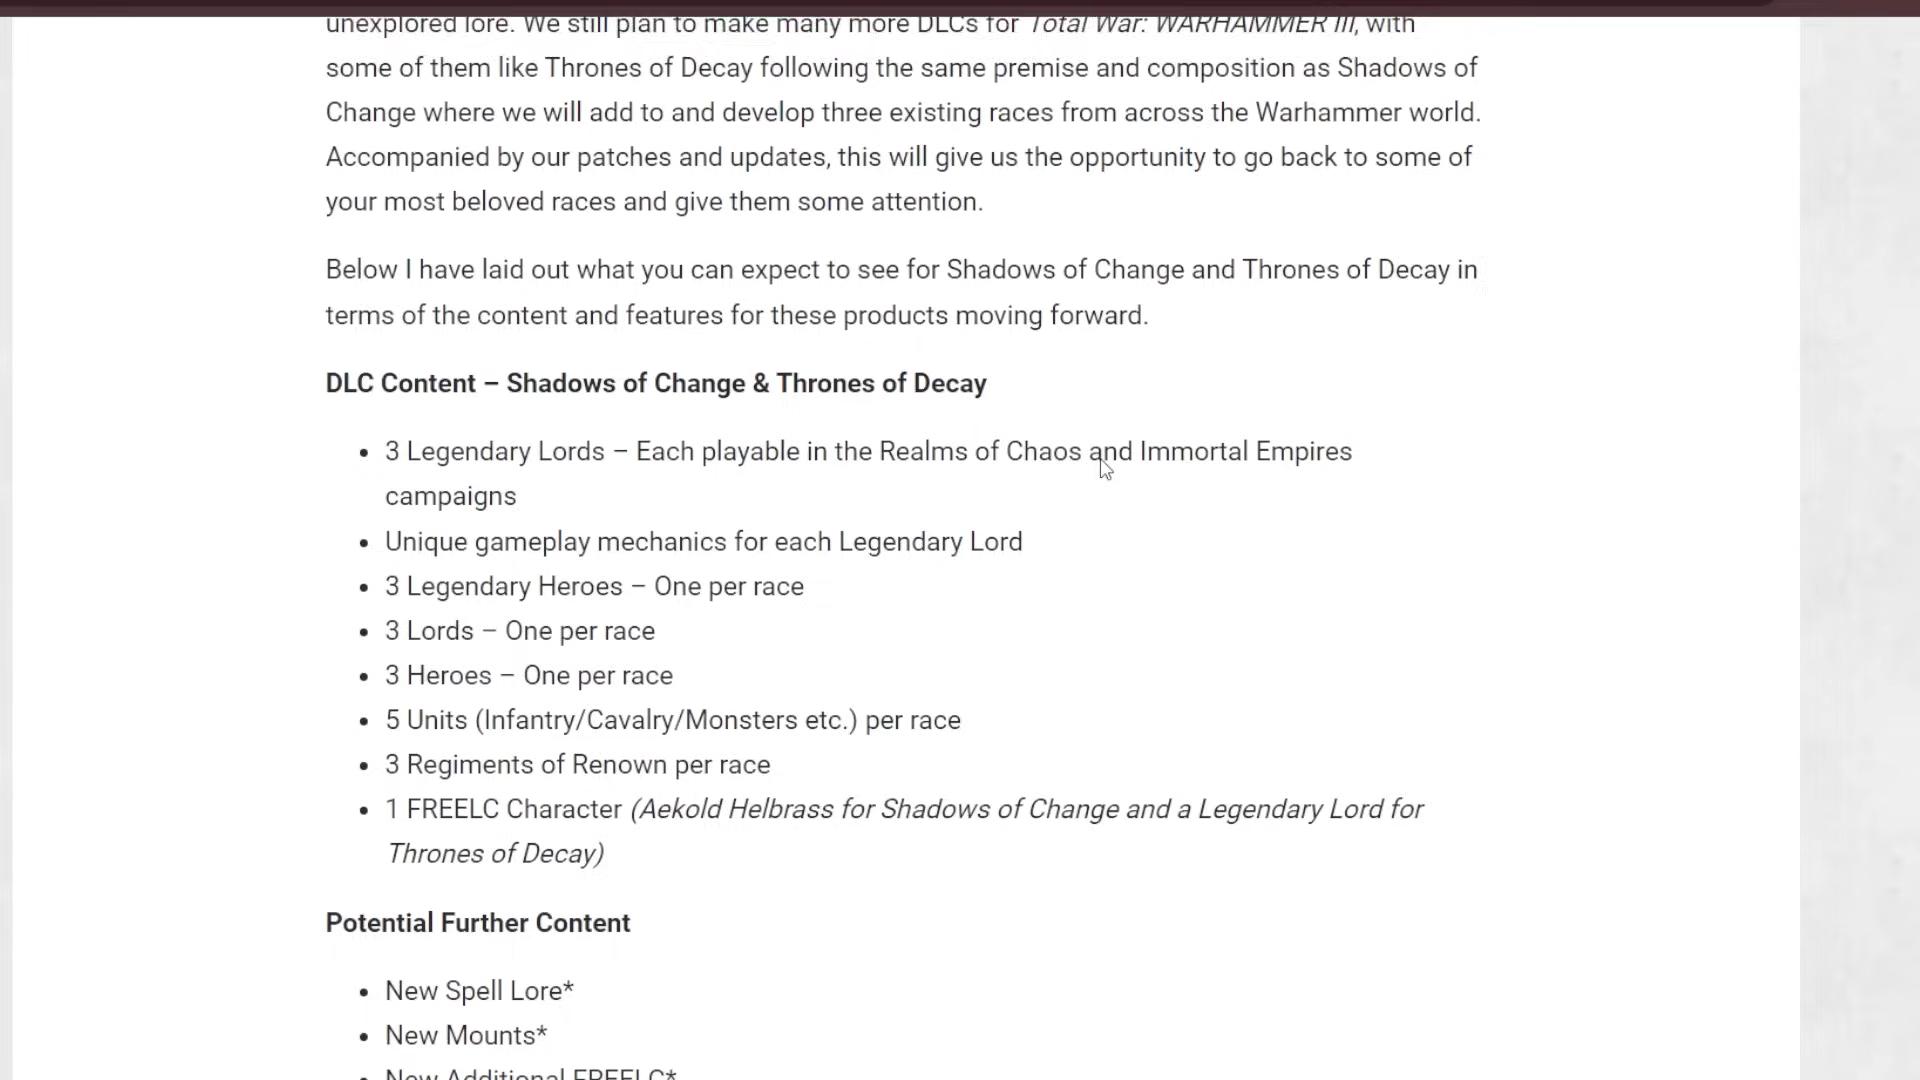 unexplored lore. We still plan to make many more DLCs for Total War: WARHAMMER III, with
some of them like Thrones of Decay following the same premise and composition as Shadows of
Change where we will add to and develop three existing races from across the Warhammer world.
Accompanied by our patches and updates, this will give us the opportunity to go back to some of
your most beloved races and give them some attention.
Below I have laid out what you can expect to see for Shadows of Change and Thrones of Decay in
terms of the content and features for these products moving forward.
DLC Content – Shadows of Change & Thrones of Decay
• 3 Legendary Lords – Each playable in the Realms of Chaos and Immortal Empires
campaigns
• Unique gameplay mechanics for each Legendary Lord
• 3 Legendary Heroes – One per race
• 3 Lords – One per race
• 3 Heroes – One per race
• 5 Units (Infantry/Cavalry/Monsters etc.) per race
• 3 Regiments of Renown per race
• 1 FREELC Character (Aekold Helbrass for Shadows of Change and a Legendary Lord for
Thrones of Decay)
Potential Further Content
• New Spell Lore*
• New Mounts*
New Additional FREELC*